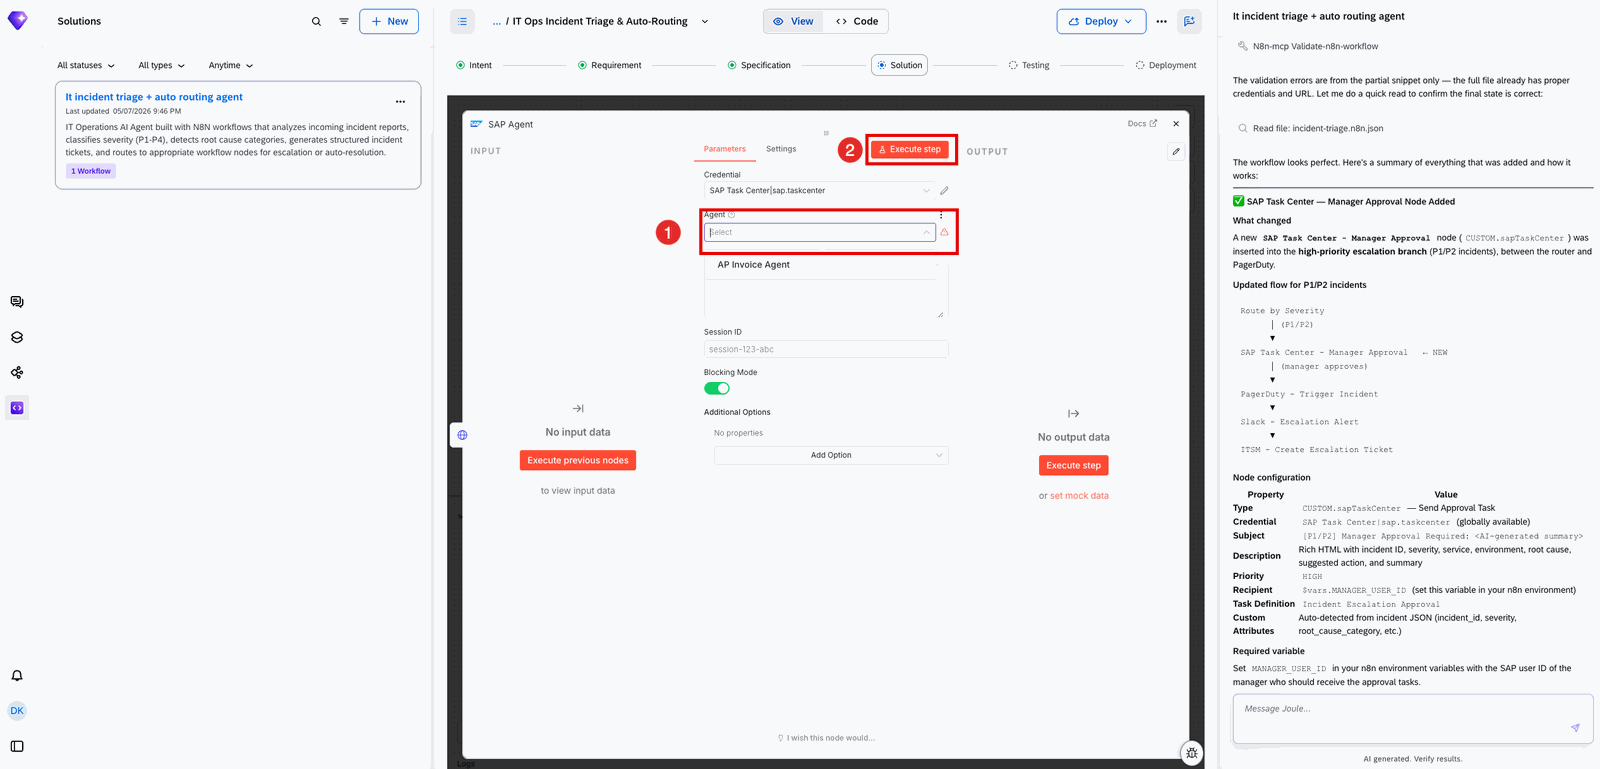 Solutions
New
All statuses
All types
Anytime
It incident triage + auto routing agent
Last updated 05/07/2026 9:46 PM
IT Operations AI Agent built with N8N workflows that analyzes incoming incident reports,
classifies severity (P1-P4), detects root cause categories, generates structured incident
tickets, and routes to appropriate workflow nodes for escalation or auto-resolution.
1 Workflow
DK
... / IT Ops Incident Triage & Auto-Routing
View
Code
Deploy
Intent
Requirement
Specification
Solution
Testing
Deployment
SAP
SAP Agent
Docs
INPUT
Parameters
Settings
2
Execute step
OUTPUT
Credential
SAP Task Center|sap.taskcenter
Agent
1
Select
AP Invoice Agent
Session ID
session-123-abc
Blocking Mode
Additional Options
No properties
Add Option
No input data
Execute previous nodes
to view input data
No output data
Execute step
or set mock data
I wish this node would...
Logs
It incident triage + auto routing agent
N8n-mcp Validate-n8n-workflow
The validation errors are from the partial snippet only — the full file already has proper
credentials and URL. Let me do a quick read to confirm the final state is correct:
Read file: incident-triage.n8n.json
The workflow looks perfect. Here's a summary of everything that was added and how it
works:
✅ SAP Task Center — Manager Approval Node Added
What changed
A new SAP Task Center - Manager Approval node ( CUSTOM.sapTaskCenter ) was
inserted into the high-priority escalation branch (P1/P2 incidents), between the router and
PagerDuty.
Updated flow for P1/P2 incidents
Route by Severity
│ (P1/P2)
▼
SAP Task Center - Manager Approval ← NEW
│ (manager approves)
▼
PagerDuty - Trigger Incident
▼
Slack - Escalation Alert
▼
ITSM - Create Escalation Ticket
Node configuration
Property Value
Type CUSTOM.sapTaskCenter — Send Approval Task
Credential SAP Task Center|sap.taskcenter (globally available)
Subject [P1/P2] Manager Approval Required: <AI-generated summary>
Description Rich HTML with incident ID, severity, service, environment, root cause,
suggested action, and summary
Priority HIGH
Recipient $vars.MANAGER_USER_ID (set this variable in your n8n environment)
Task Definition Incident Escalation Approval
Custom Attributes Auto-detected from incident JSON (incident_id, severity,
root_cause_category, etc.)
Required variable
Set MANAGER_USER_ID in your n8n environment variables with the SAP user ID of the
manager who should receive the approval tasks.
Message Joule...
AI generated. Verify results.